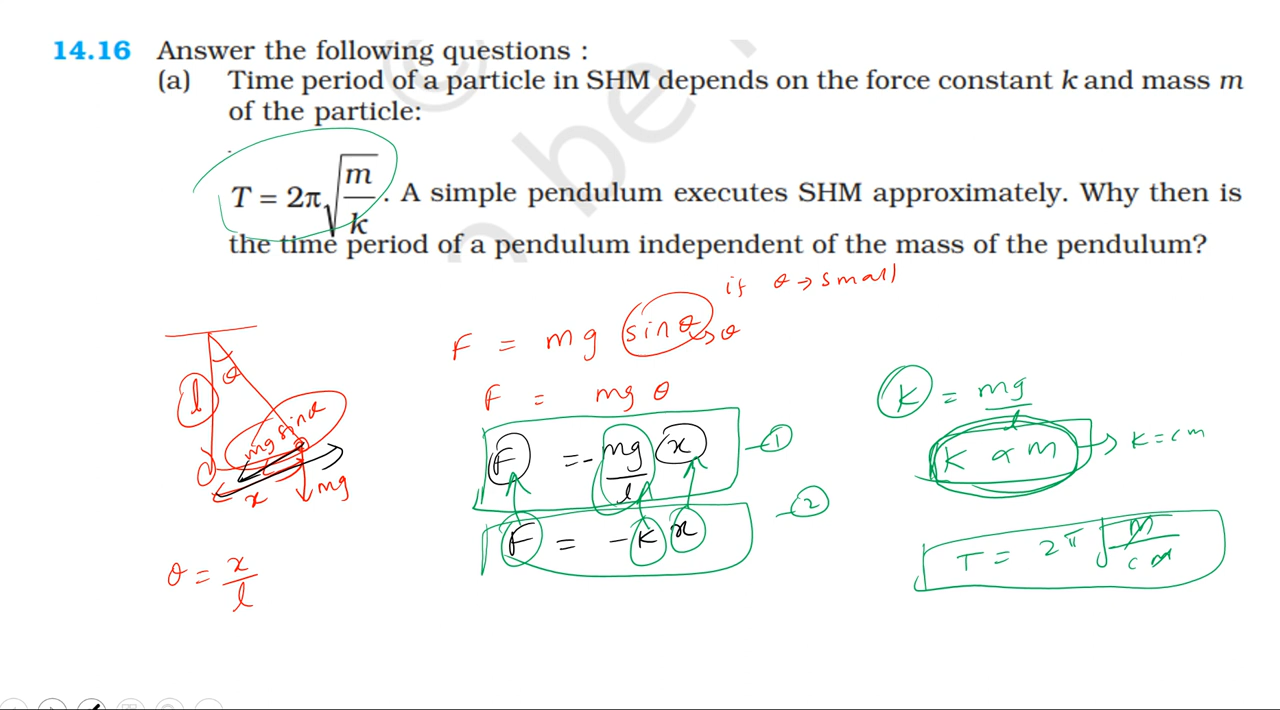 14.16 Answer the following questions :
(a) Time period of a particle in SHM depends on the force constant k and mass m
of the particle:
T = 2π√(m/k). A simple pendulum executes SHM approximately. Why then is
the time period of a pendulum independent of the mass of the pendulum?
if θ → small
F = mg sinθ → θ
F = mg θ
F = - mg/l x - ①
F = - K x - ②
l
θ
mg sinθ
x
mg
θ = x/l
K = mg/l
K ∝ m → K = cm
T = 2π√(m/cm)